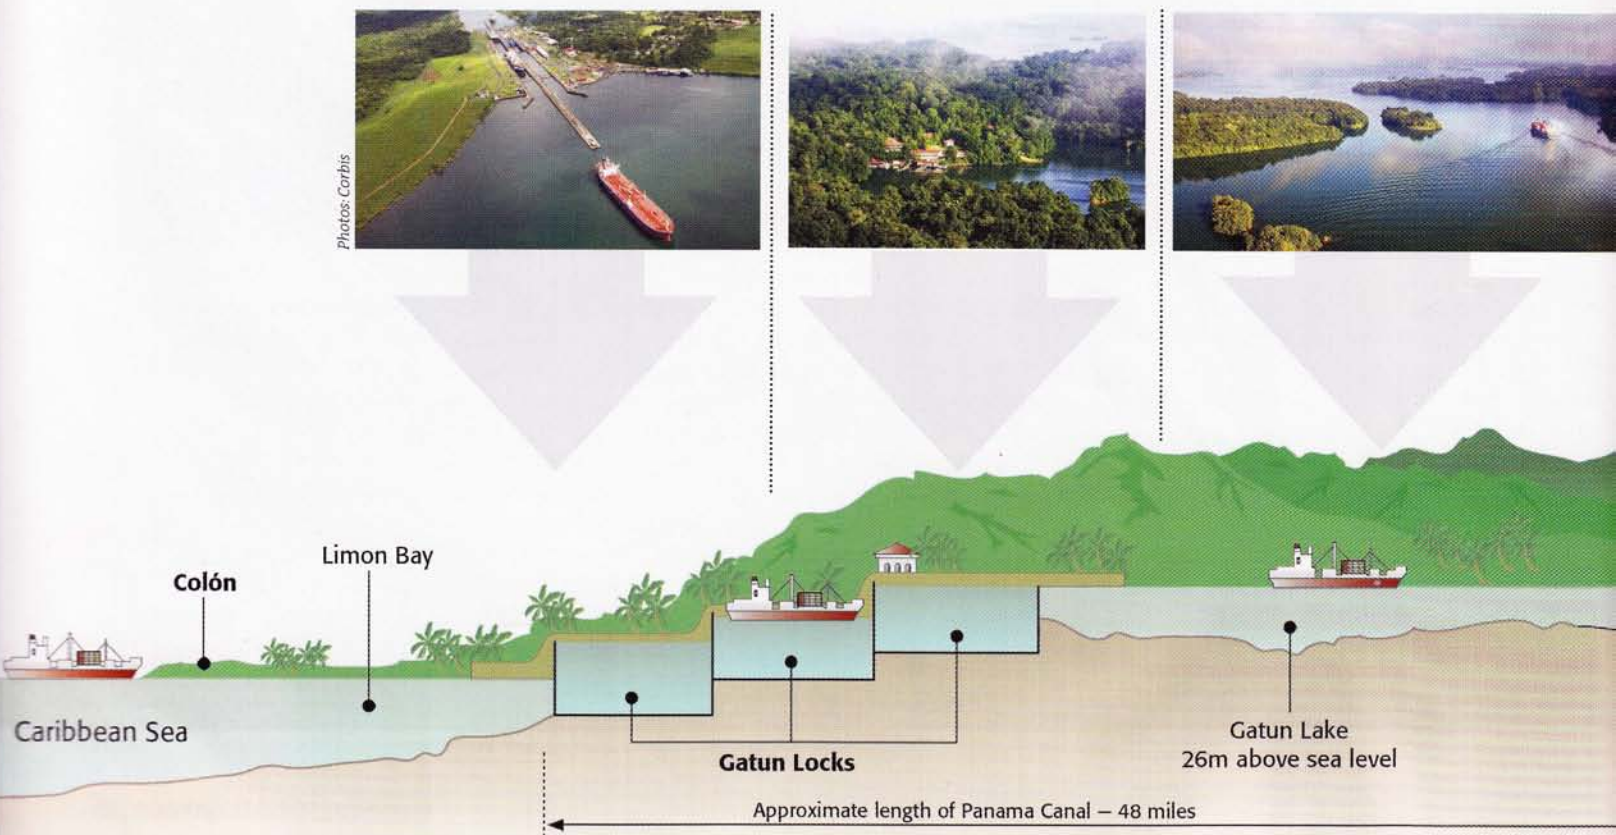 Photos: Corbis
Limon Bay
Colón
Caribbean Sea
Gatun Locks
Gatun Lake
26m above sea level
Approximate length of Panama Canal – 48 miles